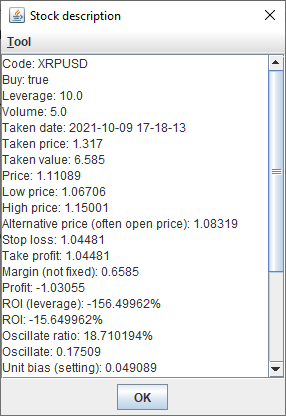 Stock description
Tool
Code: XRPUSD
Buy: true
Leverage: 10.0
Volume: 5.0
Taken date: 2021-10-09 17-18-13
Taken price: 1.317
Taken value: 6.585
Price: 1.11089
Low price: 1.06706
High price: 1.15001
Alternative price (often open price): 1.08319
Stop loss: 1.04481
Take profit: 1.04481
Margin (not fixed): 0.6585
Profit: -1.03055
ROI (leverage): -156.49962%
ROI: -15.649962%
Oscillate ratio: 18.710194%
Oscillate: 0.17509
Unit bias (setting): 0.049089
OK